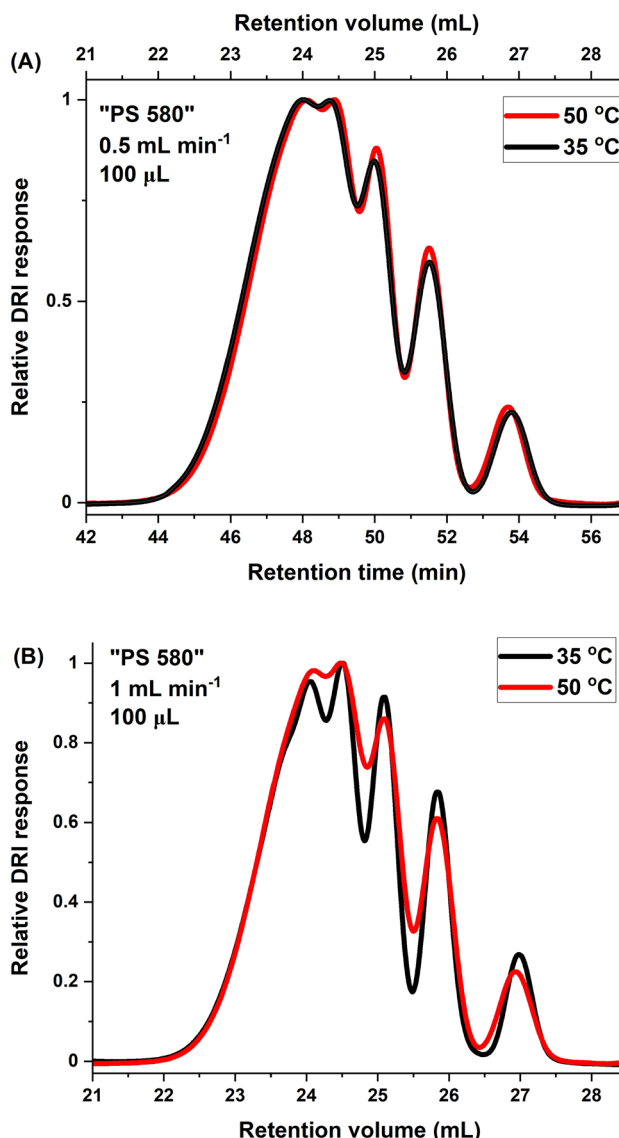 Retention volume (mL)
21 22 23 24 25 26 27 28
(A)
"PS 580"
0.5 mL min⁻¹
100 µL
50 °C
35 °C
Relative DRI response
1
0.5
0
42 44 46 48 50 52 54 56
Retention time (min)
(B)
"PS 580"
1 mL min⁻¹
100 µL
35 °C
50 °C
Relative DRI response
1
0.8
0.6
0.4
0.2
0
21 22 23 24 25 26 27 28
Retention volume (mL)